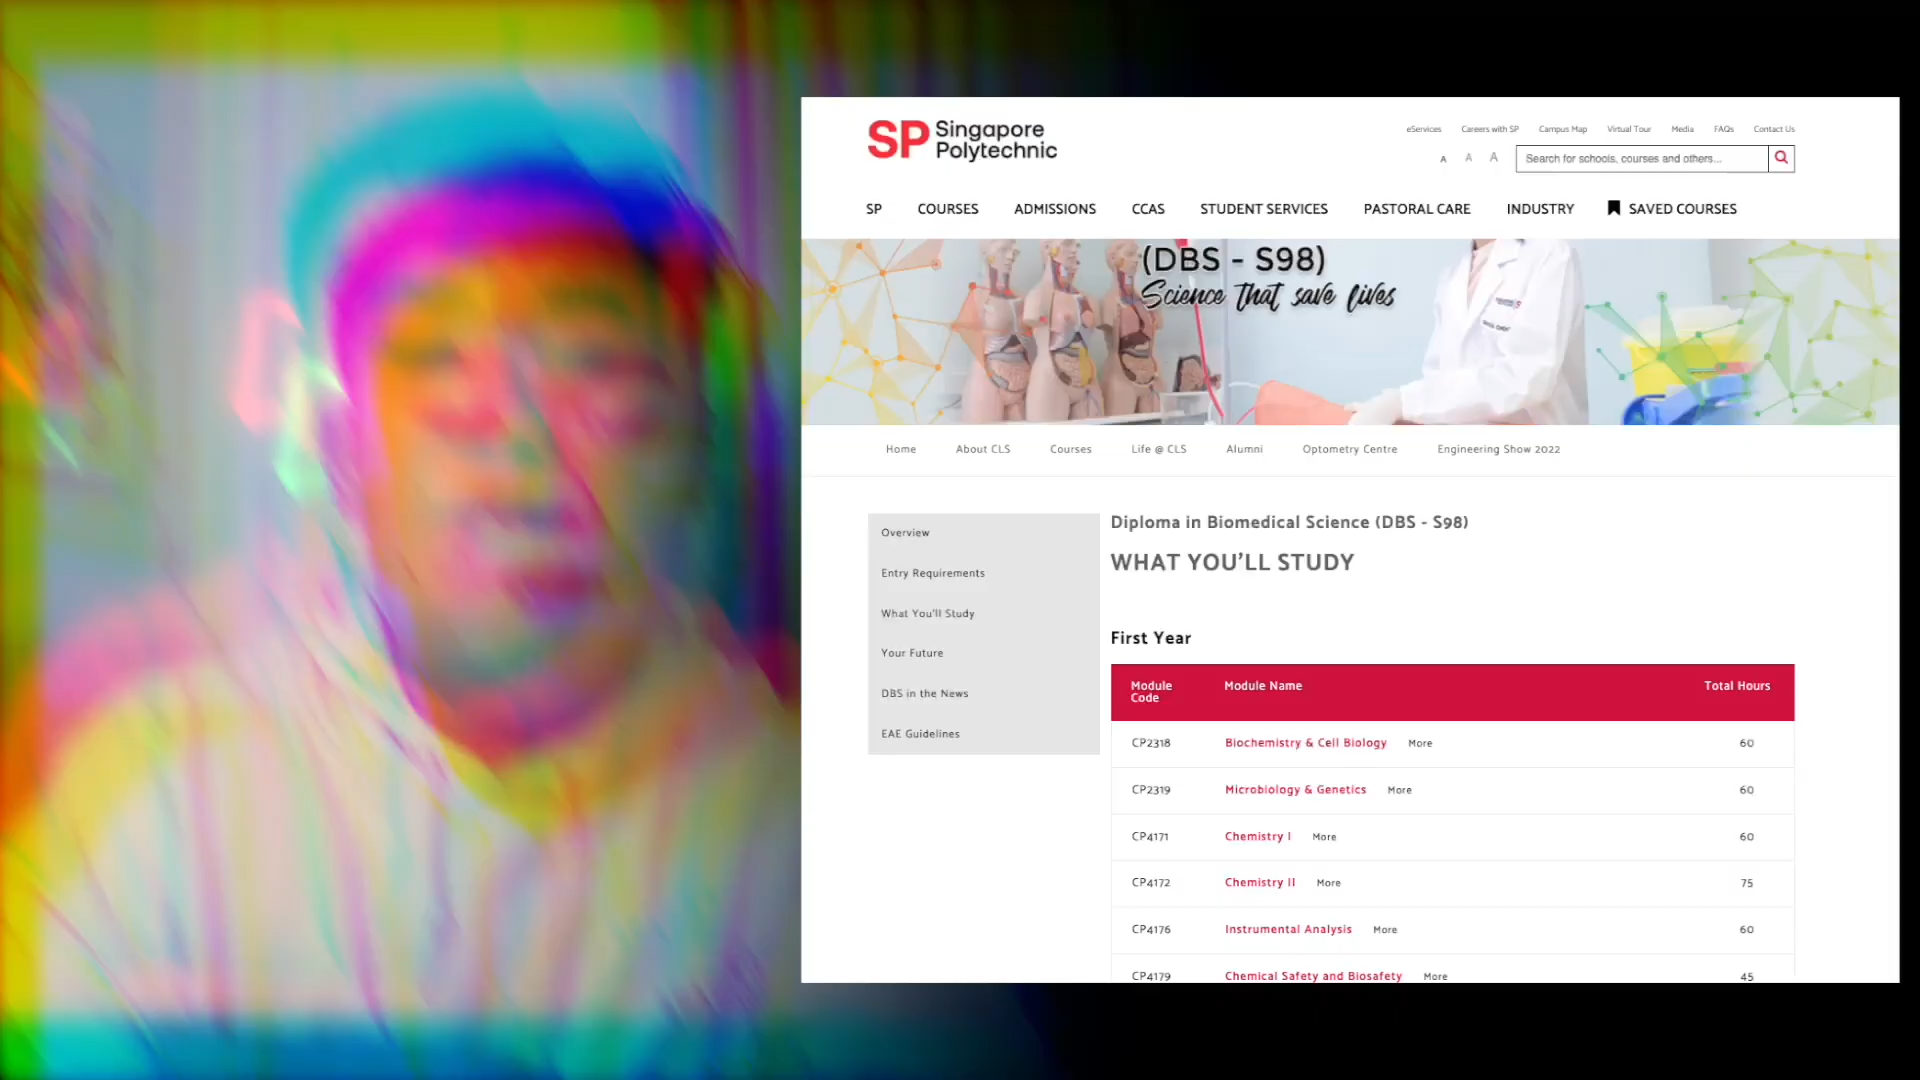 SP Singapore
Polytechnic
eServices Careers with SP Campus Map Virtual Tour Media FAQs Contact Us
A A A Search for schools, courses and others...
SP COURSES ADMISSIONS CCAS STUDENT SERVICES PASTORAL CARE INDUSTRY SAVED COURSES
(DBS - S98)
Science that save lives
Home About CLS Courses Life @ CLS Alumni Optometry Centre Engineering Show 2022
Overview
Entry Requirements
What You'll Study
Your Future
DBS in the News
EAE Guidelines
Diploma in Biomedical Science (DBS - S98)
WHAT YOU'LL STUDY
First Year
Module Code Module Name Total Hours
CP2318 Biochemistry & Cell Biology More 60
CP2319 Microbiology & Genetics More 60
CP4171 Chemistry I More 60
CP4172 Chemistry II More 75
CP4176 Instrumental Analysis More 60
CP4179 Chemical Safety and Biosafety More 45